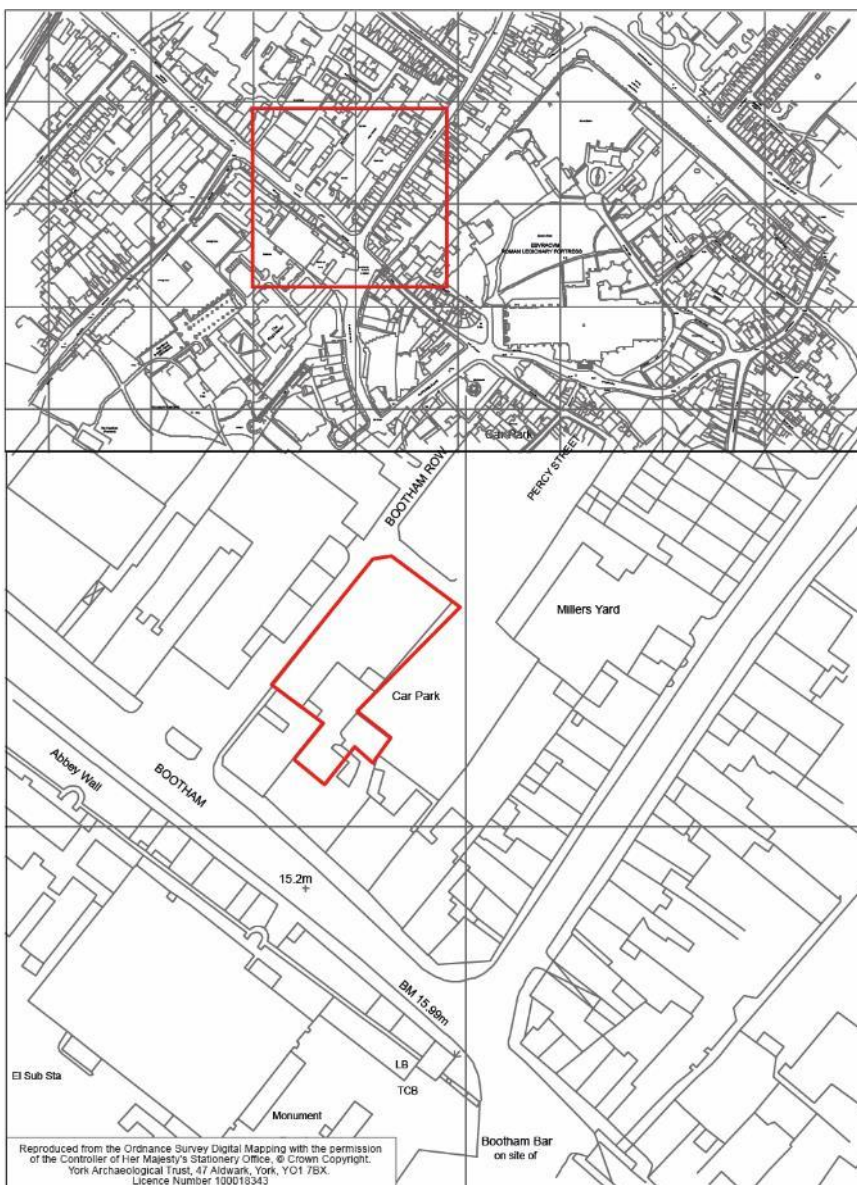 EBVRACVM
ROMAN LEGIONARY FORTRESS
Car Park
BOOTHAM ROW
PERCY STREET
Millers Yard
Car Park
Abbey Wall
BOOTHAM
15.2m
BM 15.99m
El Sub Sta
LB
TCB
Monument
Bootham Bar
on site of
Reproduced from the Ordnance Survey Digital Mapping with the permission
of the Controller of Her Majesty's Stationery Office, © Crown Copyright.
York Archaeological Trust, 47 Aldwark, York, YO1 7BX.
Licence Number 100018343